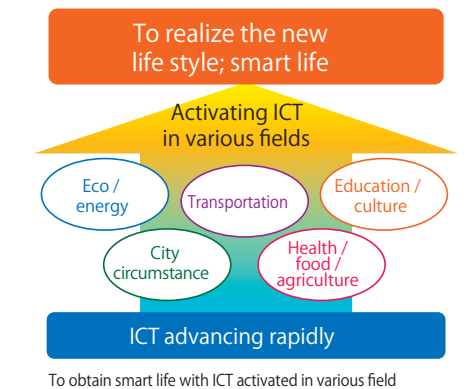 To realize the new
life style; smart life
Activating ICT
in various fields
Eco /
energy
Transportation
Education /
culture
City
circumstance
Health /
food /
agriculture
ICT advancing rapidly
To obtain smart life with ICT activated in various field